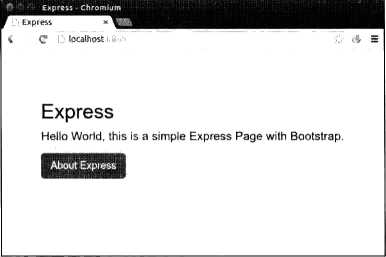 Express - Chromium
Express
localhost
Express
Hello World, this is a simple Express Page with Bootstrap.
About Express